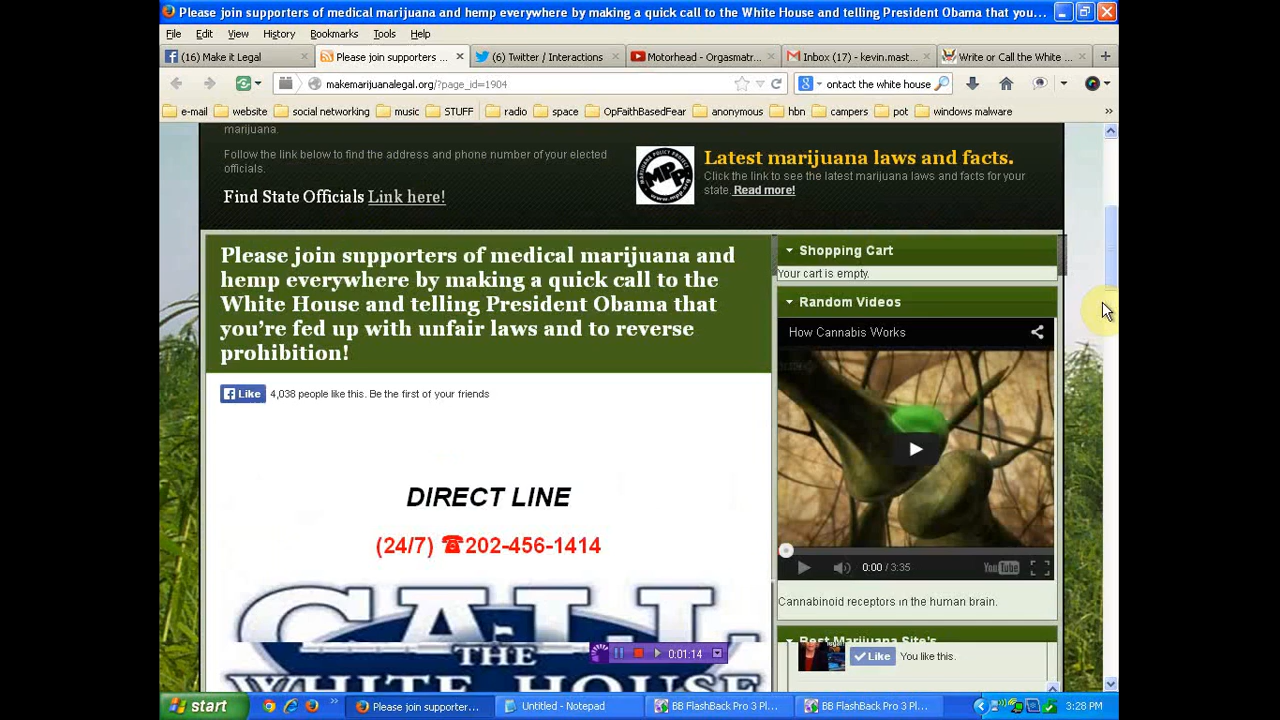 Please join supporters of medical marijuana and hemp everywhere by making a quick call to the White House and telling President Obama that you...
File Edit View History Bookmarks Tools Help
(16) Make it Legal
Please join supporters ...
(6) Twitter / Interactions
Motorhead - Orgasmatr...
Inbox (17) - kevin.mast...
Write or Call the White ...
makemarijuanalegal.org/?page_id=1904
ontact the white house
e-mail website social networking music STUFF radio space OpFaithBasedFear anonymous hbn campers pot windows malware
marijuana.
Follow the link below to find the address and phone number of your elected
officials.
Find State Officials Link here!
Latest marijuana laws and facts.
Click the link to see the latest marijuana laws and facts for your
state. Read more!
Please join supporters of medical marijuana and
hemp everywhere by making a quick call to the
White House and telling President Obama that
you're fed up with unfair laws and to reverse
prohibition!
Like 4,038 people like this. Be the first of your friends
DIRECT LINE
(24/7) ☎202-456-1414
CALL
THE
WHITE HOUSE
Shopping Cart
Your cart is empty.
Random Videos
How Cannabis Works
0:00 / 3:35
YouTube
Cannabinoid receptors in the human brain.
Best Marijuana Site's
Like You like this.
0:01:14
start
Please join supporter...
Untitled - Notepad
BB FlashBack Pro 3 Pl...
BB FlashBack Pro 3 Pl...
3:28 PM